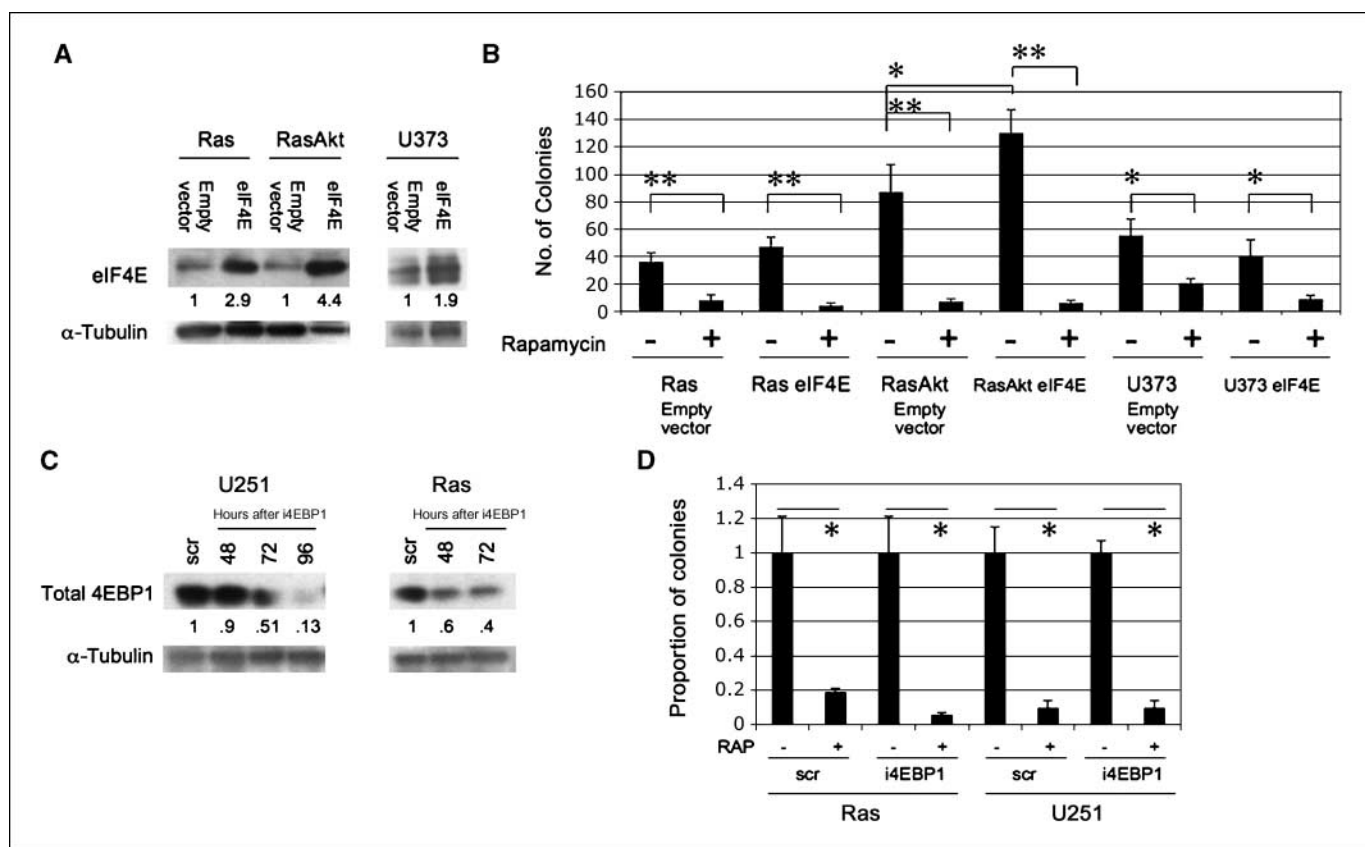 A
Ras RasAkt U373
Empty vector eIF4E Empty vector eIF4E Empty vector eIF4E
eIF4E
1 2.9 1 4.4 1 1.9
α-Tubulin
B
No. of Colonies
160
140
120
100
80
60
40
20
0
** ** * ** ** * *
Rapamycin - + - + - + - + - + - +
Ras Empty vector
Ras eIF4E
RasAkt Empty vector
RasAkt eIF4E
U373 Empty vector
U373 eIF4E
C
U251 Ras
Hours after i4EBP1 Hours after i4EBP1
scr 48 72 96 scr 48 72
Total 4EBP1
1 .9 .51 .13 1 .6 .4
α-Tubulin
D
Proportion of colonies
1.4
1.2
1
0.8
0.6
0.4
0.2
0
* * * *
RAP - + - + - + - +
scr i4EBP1 scr i4EBP1
Ras U251